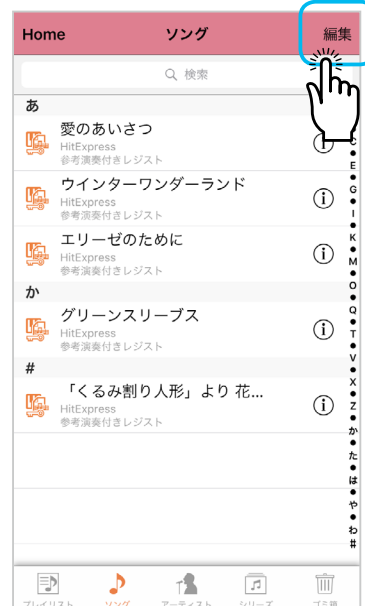 Home ソング 編集
検索
あ
愛のあいさつ
HitExpress
参考演奏付きレジスト
ウインターワンダーランド
HitExpress
参考演奏付きレジスト
エリーゼのために
HitExpress
参考演奏付きレジスト
か
グリーンスリーブス
HitExpress
参考演奏付きレジスト
#
「くるみ割り人形」より 花...
HitExpress
参考演奏付きレジスト
C
E
G
I
K
M
O
Q
T
V
X
Z
か
た
は
や
わ
#
プレイリスト ソング アーティスト シリーズ ゴミ箱